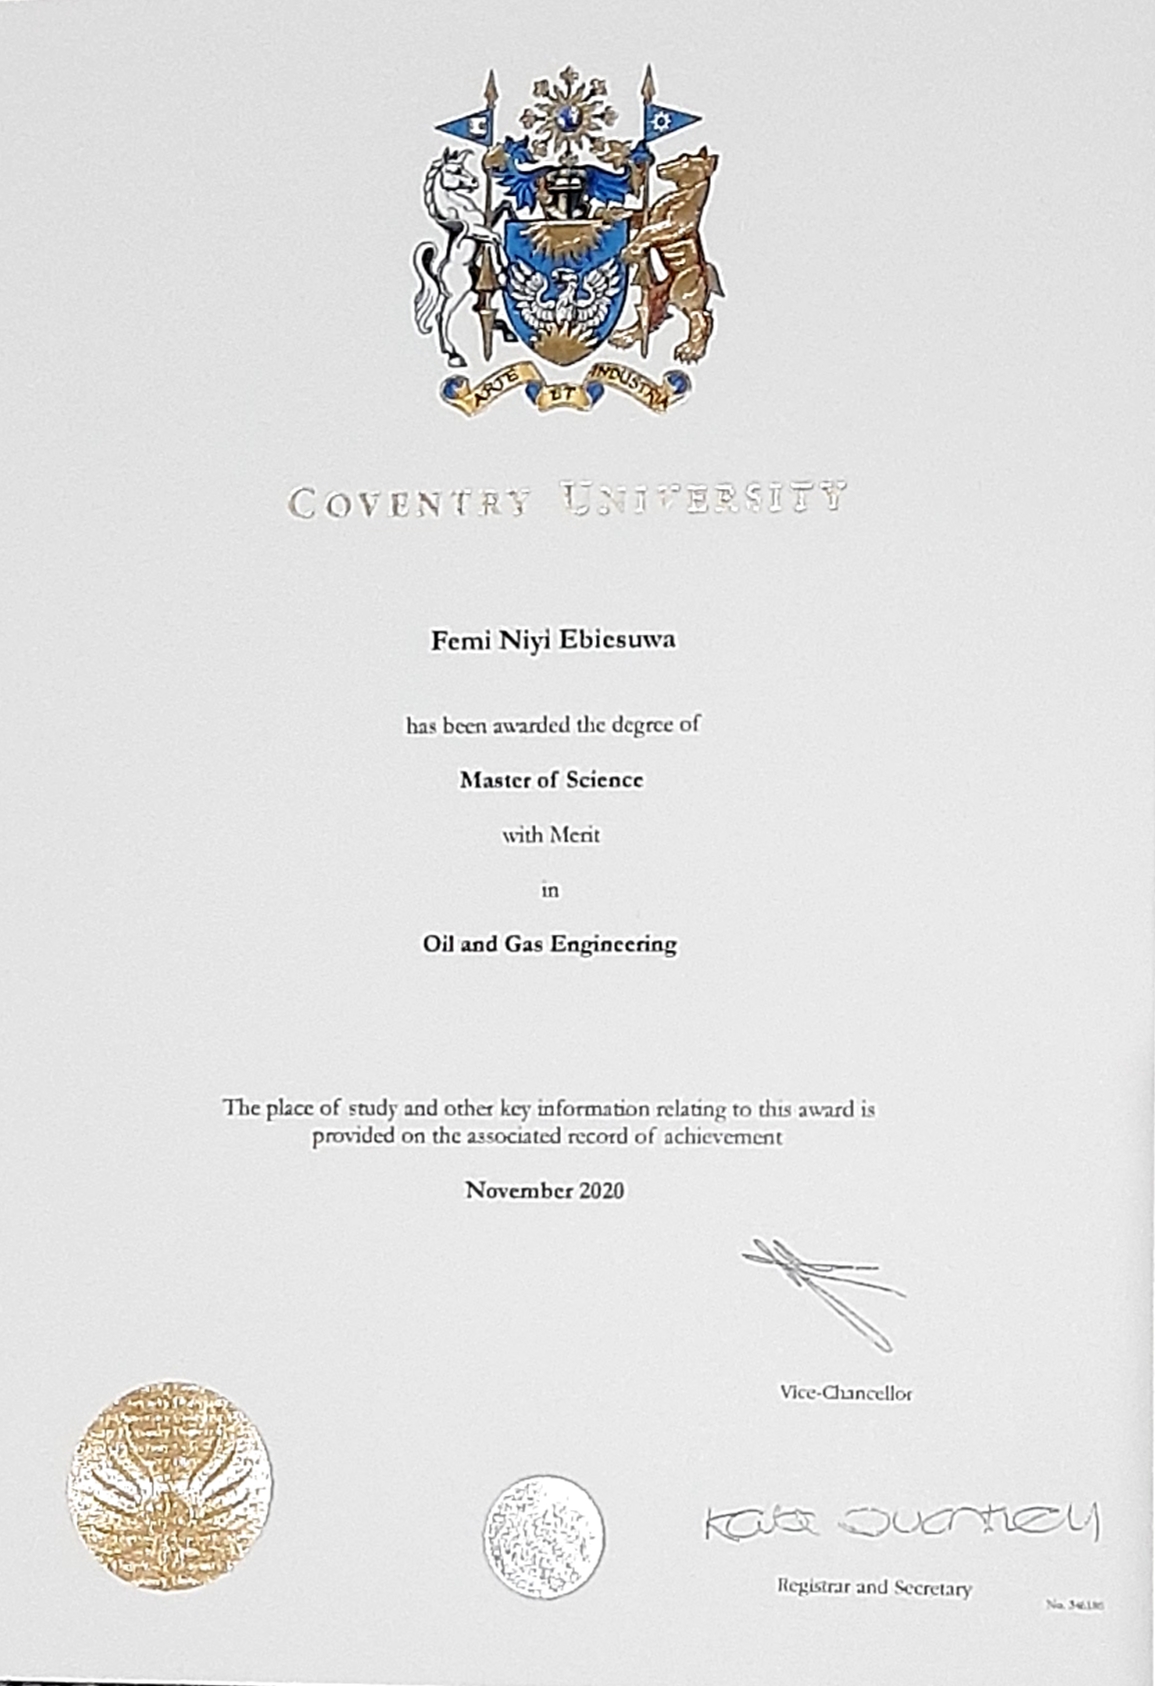 ARTE ET INDUSTRIA
COVENTRY UNIVERSITY
Femi Niyi Ebiesuwa
has been awarded the degree of
Master of Science
with Merit
in
Oil and Gas Engineering
The place of study and other key information relating to this award is
provided on the associated record of achievement
November 2020
Vice-Chancellor
Kate Quantrell
Registrar and Secretary
No.